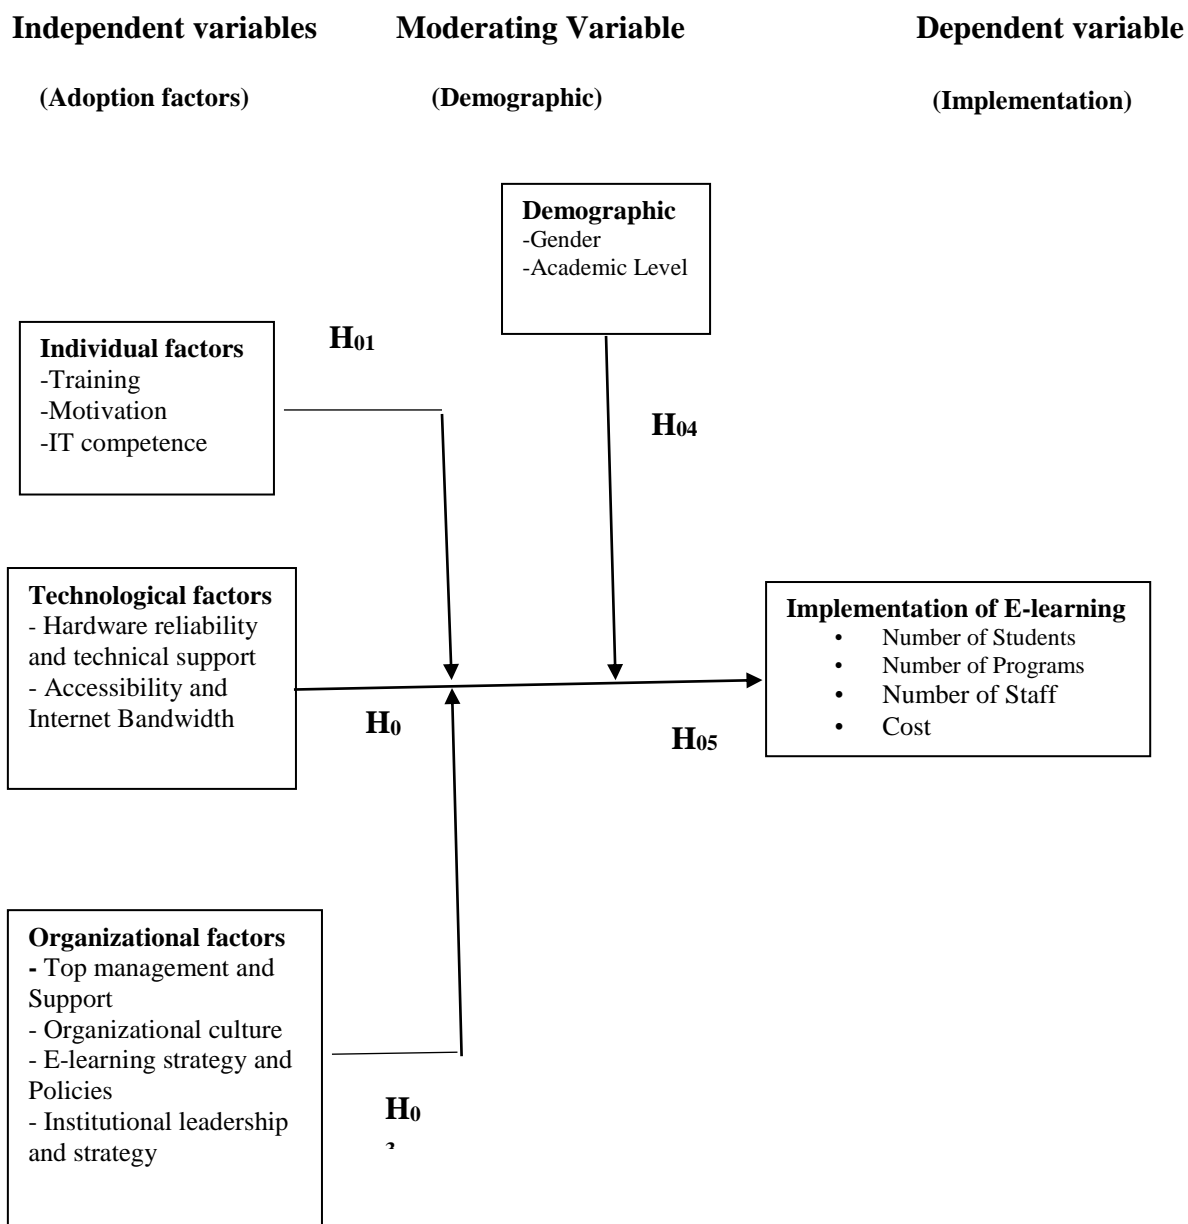 Independent variables
Moderating Variable
Dependent variable
(Adoption factors)
(Demographic)
(Implementation)
Demographic
-Gender
-Academic Level
H01
Individual factors
-Training
-Motivation
-IT competence
H04
Technological factors
- Hardware reliability
and technical support
- Accessibility and
Internet Bandwidth
H0
Implementation of E-learning
• Number of Students
• Number of Programs
• Number of Staff
• Cost
H05
Organizational factors
- Top management and
Support
- Organizational culture
- E-learning strategy and
Policies
- Institutional leadership
and strategy
H0